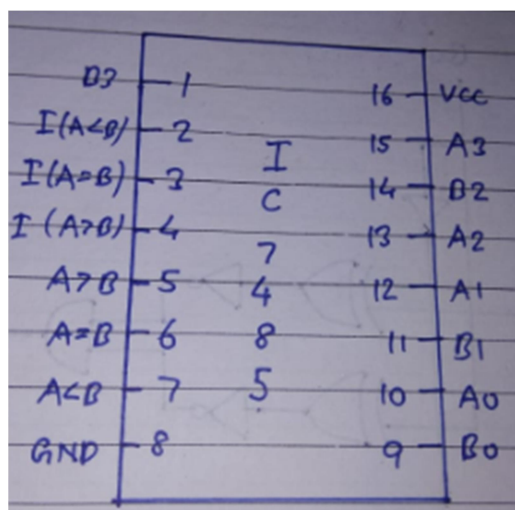 B3 1 16 VCC
I(A<B) 2 15 A3
I(A=B) 3 14 B2
I(A>B) 4 13 A2
A>B 5 12 A1
A=B 6 11 B1
A<B 7 10 A0
GND 8 9 B0
I
C
7
4
8
5